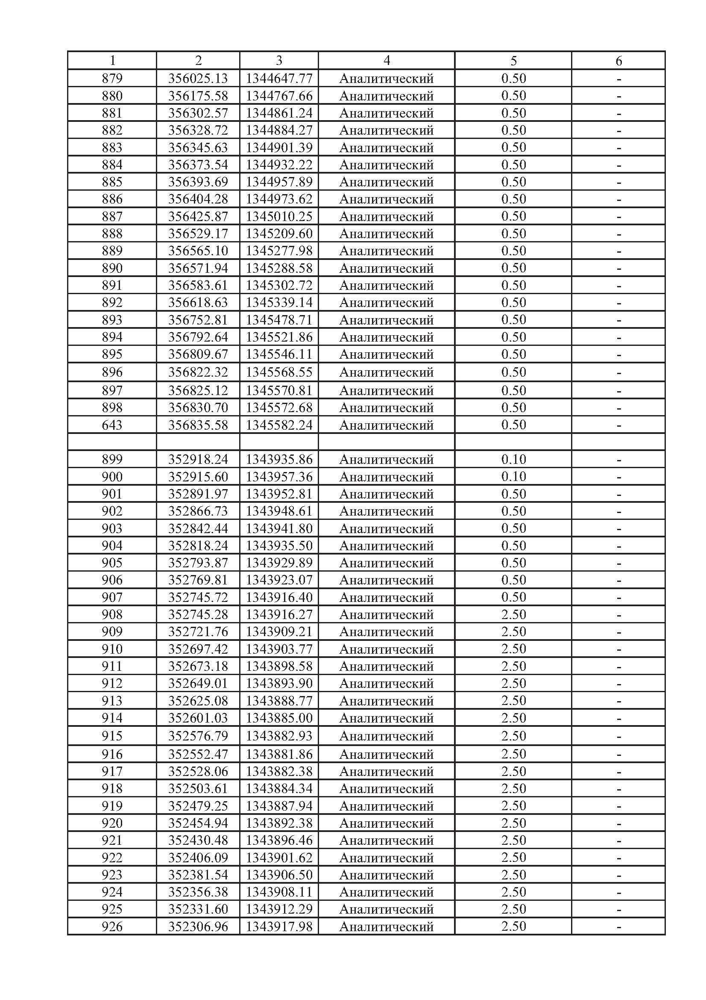 1 2 3 4 5 6
879 356025.13 1344647.77 Аналитический 0.50 -
880 356175.58 1344767.66 Аналитический 0.50 -
881 356302.57 1344861.24 Аналитический 0.50 -
882 356328.72 1344884.27 Аналитический 0.50 -
883 356345.63 1344901.39 Аналитический 0.50 -
884 356373.54 1344932.22 Аналитический 0.50 -
885 356393.69 1344957.89 Аналитический 0.50 -
886 356404.28 1344973.62 Аналитический 0.50 -
887 356425.87 1345010.25 Аналитический 0.50 -
888 356529.17 1345209.60 Аналитический 0.50 -
889 356565.10 1345277.98 Аналитический 0.50 -
890 356571.94 1345288.58 Аналитический 0.50 -
891 356583.61 1345302.72 Аналитический 0.50 -
892 356618.63 1345339.14 Аналитический 0.50 -
893 356752.81 1345478.71 Аналитический 0.50 -
894 356792.64 1345521.86 Аналитический 0.50 -
895 356809.67 1345546.11 Аналитический 0.50 -
896 356822.32 1345568.55 Аналитический 0.50 -
897 356825.12 1345570.81 Аналитический 0.50 -
898 356830.70 1345572.68 Аналитический 0.50 -
643 356835.58 1345582.24 Аналитический 0.50 -
899 352918.24 1343935.86 Аналитический 0.10 -
900 352915.60 1343957.36 Аналитический 0.10 -
901 352891.97 1343952.81 Аналитический 0.50 -
902 352866.73 1343948.61 Аналитический 0.50 -
903 352842.44 1343941.80 Аналитический 0.50 -
904 352818.24 1343935.50 Аналитический 0.50 -
905 352793.87 1343929.89 Аналитический 0.50 -
906 352769.81 1343923.07 Аналитический 0.50 -
907 352745.72 1343916.40 Аналитический 0.50 -
908 352745.28 1343916.27 Аналитический 2.50 -
909 352721.76 1343909.21 Аналитический 2.50 -
910 352697.42 1343903.77 Аналитический 2.50 -
911 352673.18 1343898.58 Аналитический 2.50 -
912 352649.01 1343893.90 Аналитический 2.50 -
913 352625.08 1343888.77 Аналитический 2.50 -
914 352601.03 1343885.00 Аналитический 2.50 -
915 352576.79 1343882.93 Аналитический 2.50 -
916 352552.47 1343881.86 Аналитический 2.50 -
917 352528.06 1343882.38 Аналитический 2.50 -
918 352503.61 1343884.34 Аналитический 2.50 -
919 352479.25 1343887.94 Аналитический 2.50 -
920 352454.94 1343892.38 Аналитический 2.50 -
921 352430.48 1343896.46 Аналитический 2.50 -
922 352406.09 1343901.62 Аналитический 2.50 -
923 352381.54 1343906.50 Аналитический 2.50 -
924 352356.38 1343908.11 Аналитический 2.50 -
925 352331.60 1343912.29 Аналитический 2.50 -
926 352306.96 1343917.98 Аналитический 2.50 -